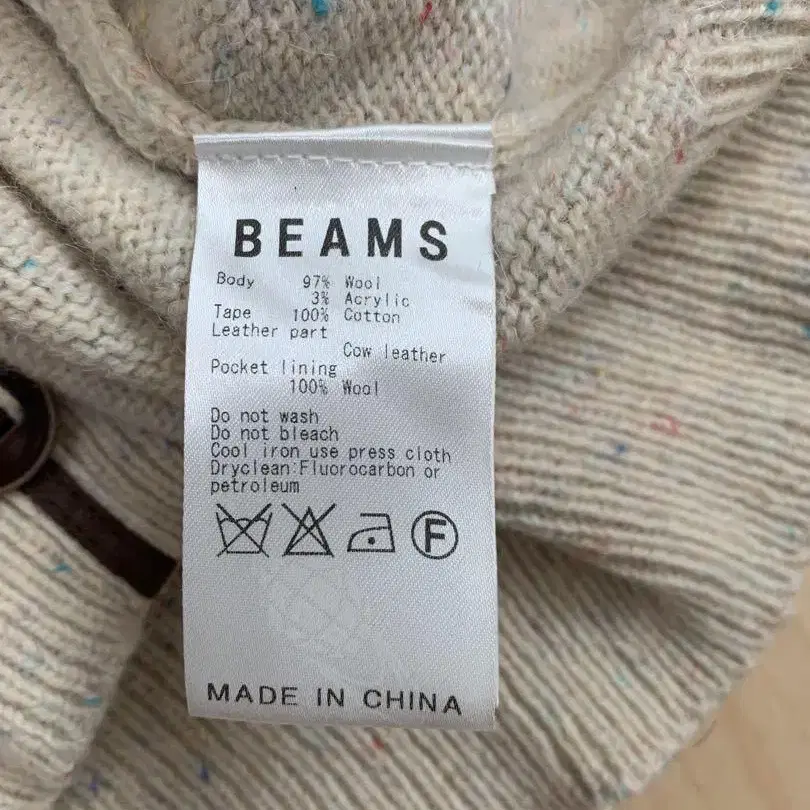 BEAMS
Body 97% Wool
3% Acrylic
Tape 100% Cotton
Leather part
Cow leather
Pocket lining
100% Wool
Do not wash
Do not bleach
Cool iron use press cloth
Dryclean:Fluorocarbon or
petroleum
F
MADE IN CHINA